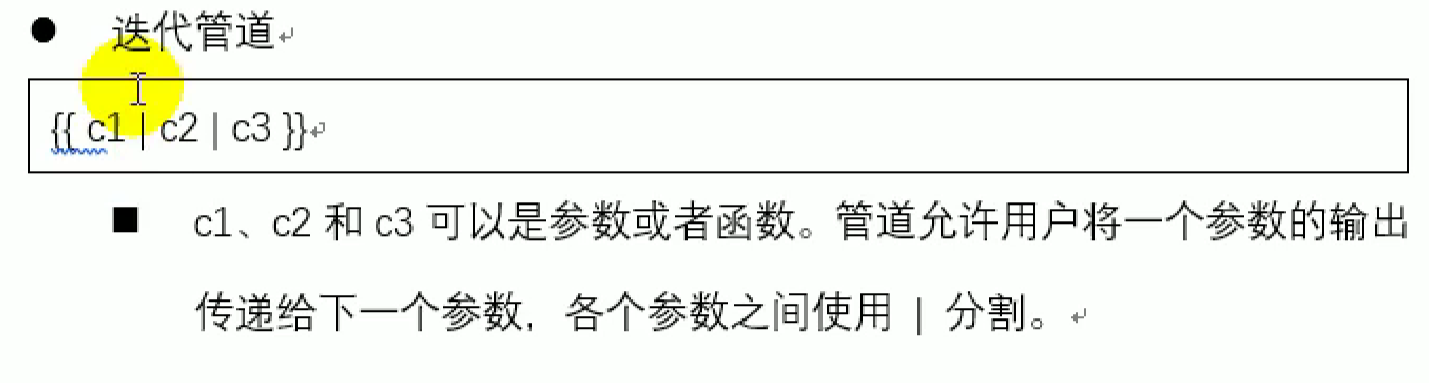 迭代管道
{{ c1 | c2 | c3 }}
c1、c2 和 c3 可以是参数或者函数。管道允许用户将一个参数的输出
传递给下一个参数，各个参数之间使用 | 分割。